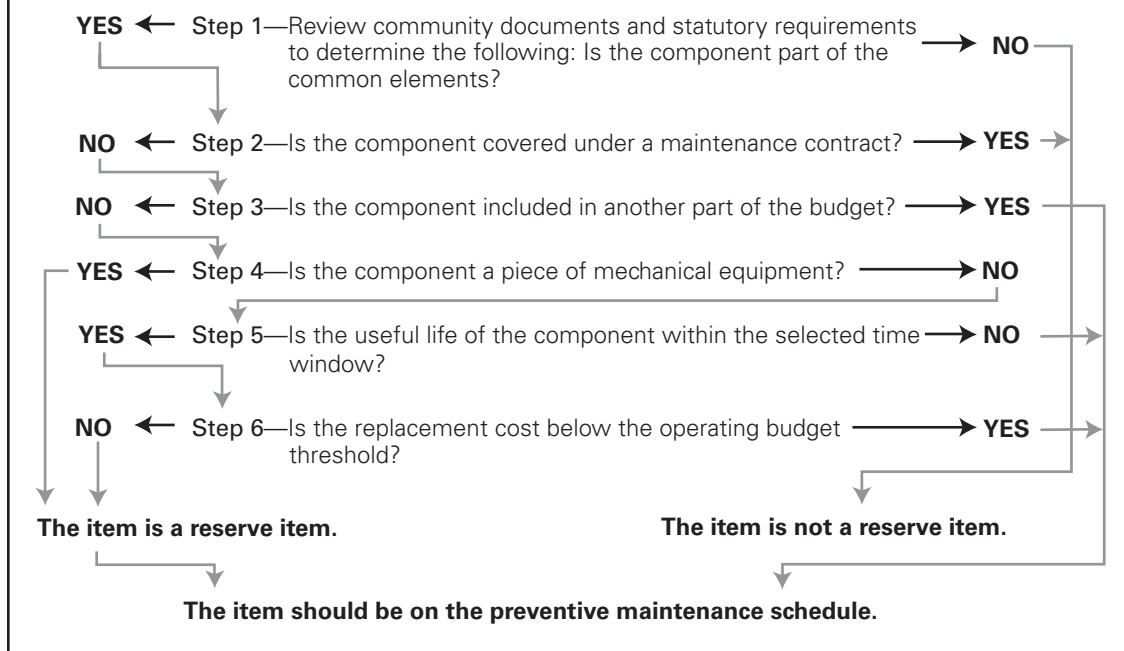 YES Step 1—Review community documents and statutory requirements
to determine the following: Is the component part of the NO
common elements?
NO Step 2—Is the component covered under a maintenance contract? YES
NO Step 3—Is the component included in another part of the budget? YES
YES Step 4—Is the component a piece of mechanical equipment? NO
YES Step 5—Is the useful life of the component within the selected time NO
window?
NO Step 6—Is the replacement cost below the operating budget YES
threshold?
The item is a reserve item. The item is not a reserve item.
The item should be on the preventive maintenance schedule.